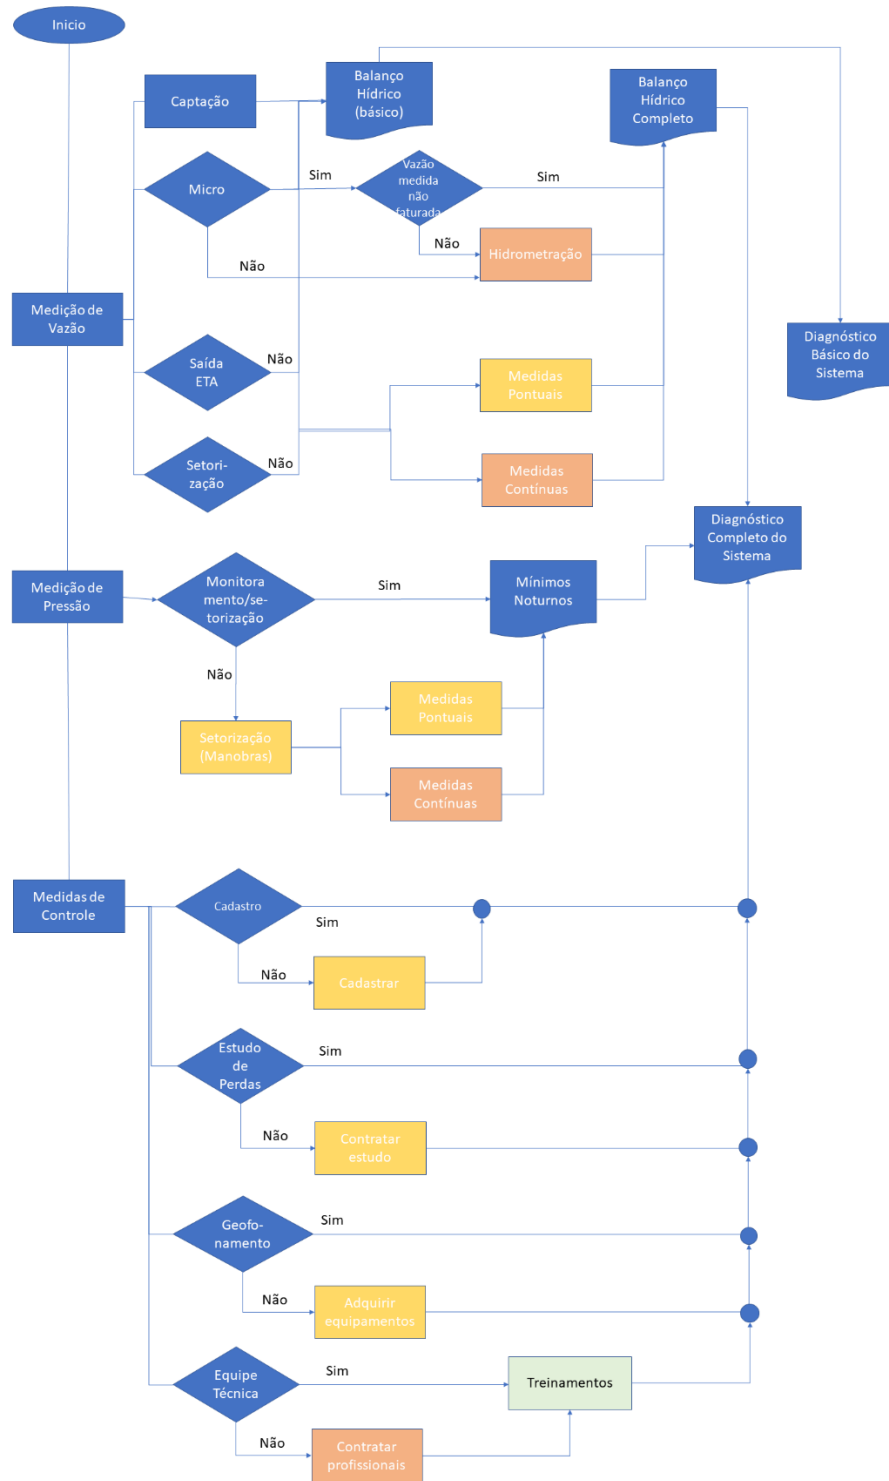 Inicio
Captação
Balanço
Hídrico
(básico)
Balanço
Hídrico
Completo
Micro
Sim
Vazão
medida
não
faturada
Sim
Não
Hidrometração
Não
Medição de
Vazão
Saída
ETA
Não
Medidas
Pontuais
Diagnóstico
Básico do
Sistema
Setori-
zação
Não
Medidas
Contínuas
Diagnóstico
Completo do
Sistema
Medição de
Pressão
Monitora
mento/se-
torização
Sim
Mínimos
Noturnos
Não
Setorização
(Manobras)
Medidas
Pontuais
Medidas
Contínuas
Medidas de
Controle
Cadastro
Sim
Não
Cadastrar
Estudo
de
Perdas
Sim
Não
Contratar
estudo
Geofo-
namento
Sim
Não
Adquirir
equipamentos
Equipe
Técnica
Sim
Treinamentos
Não
Contratar
profissionais